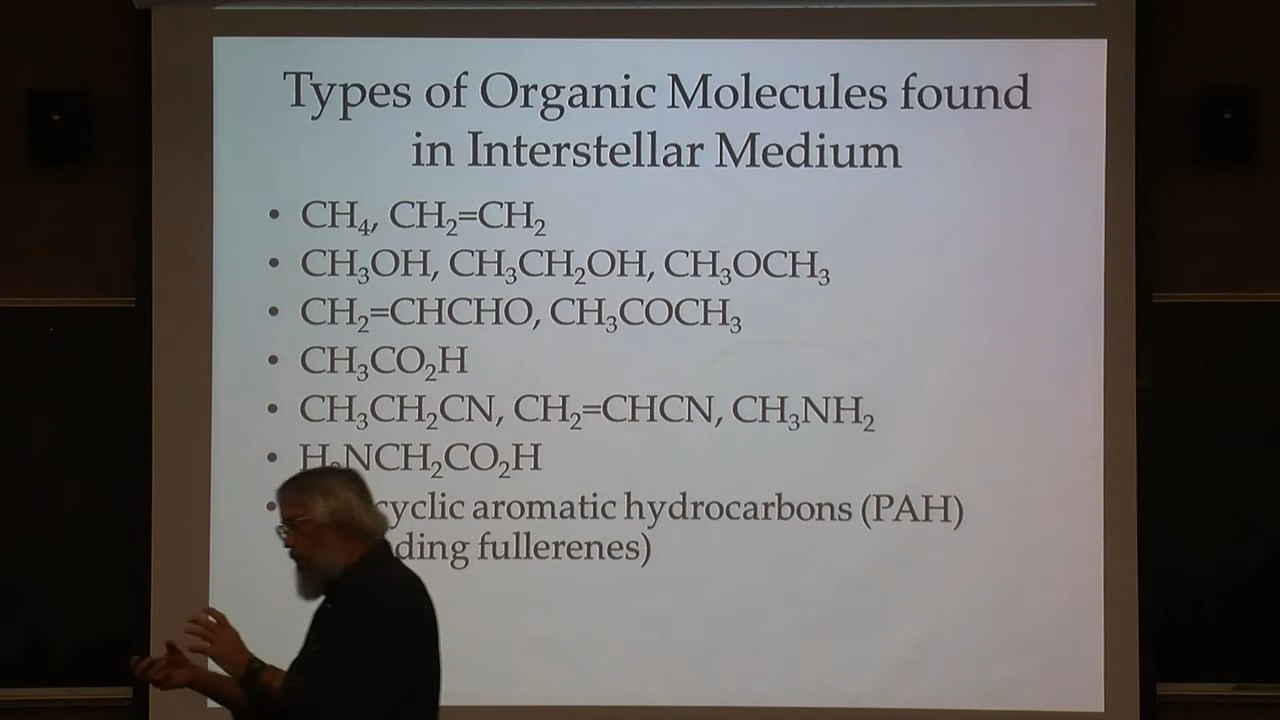 Types of Organic Molecules found
in Interstellar Medium
• CH₄, CH₂=CH₂
• CH₃OH, CH₃CH₂OH, CH₃OCH₃
• CH₂=CHCHO, CH₃COCH₃
• CH₃CO₂H
• CH₃CH₂CN, CH₂=CHCN, CH₃NH₂
• H₂NCH₂CO₂H
• cyclic aromatic hydrocarbons (PAH)
ding fullerenes)